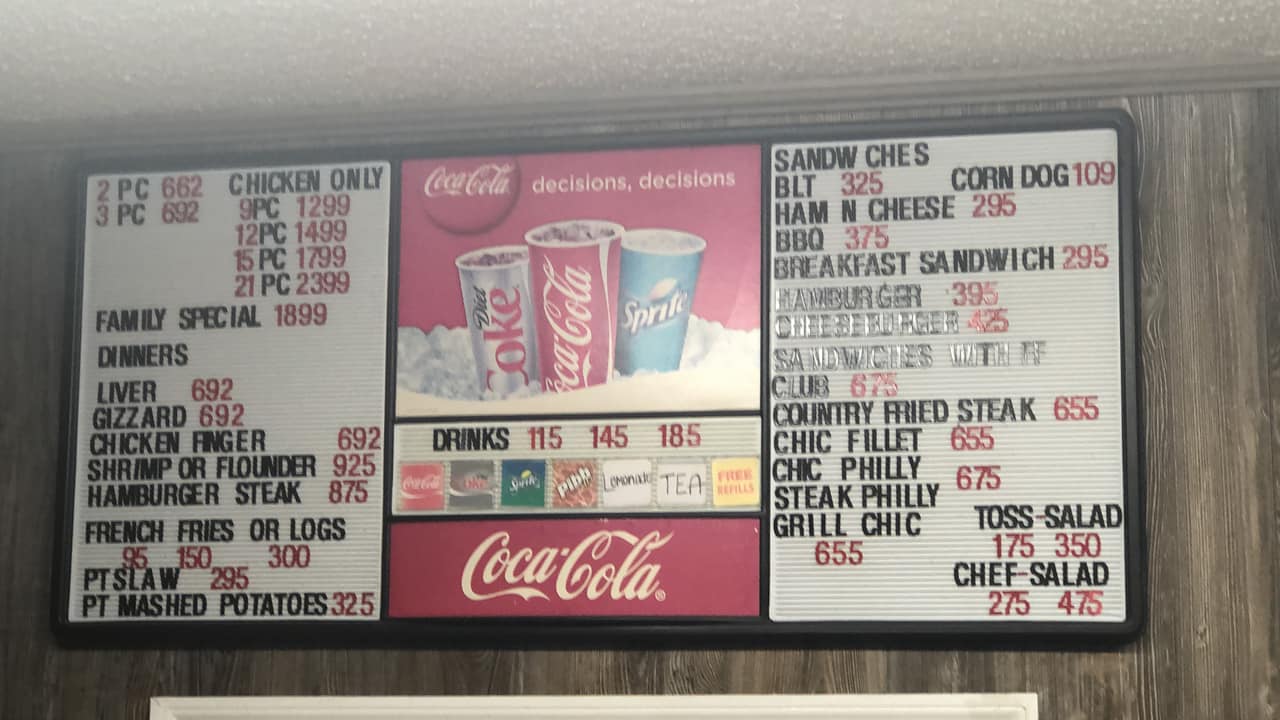 2 PC 662 CHICKEN ONLY
3 PC 692 9PC 1299
12PC 1499
15 PC 1799
21 PC 2399
FAMILY SPECIAL 1899
DINNERS
LIVER 692
GIZZARD 692
CHICKEN FINGER 692
SHRIMP OR FLOUNDER 925
HAMBURGER STEAK 875
FRENCH FRIES OR LOGS
95 150 300
PT SLAW 295
PT MASHED POTATOES 325
Coca-Cola decisions, decisions
Diet Coke
Coca-Cola
Sprite
DRINKS 115 145 185
Coca-Cola Coke Sprite PIBB Lemonade TEA FREE REFILLS
Coca-Cola®
SANDW CHES
BLT 325 CORN DOG 109
HAM N CHEESE 295
BBQ 375
BREAKFAST SANDWICH 295
HAMBURGER 395
CHEESEBURGER 425
SANDWICHES WITH FF
CLUB 675
COUNTRY FRIED STEAK 655
CHIC FILLET 655
CHIC PHILLY 675
STEAK PHILLY
GRILL CHIC TOSS-SALAD
655 175 350
CHEF-SALAD
275 475